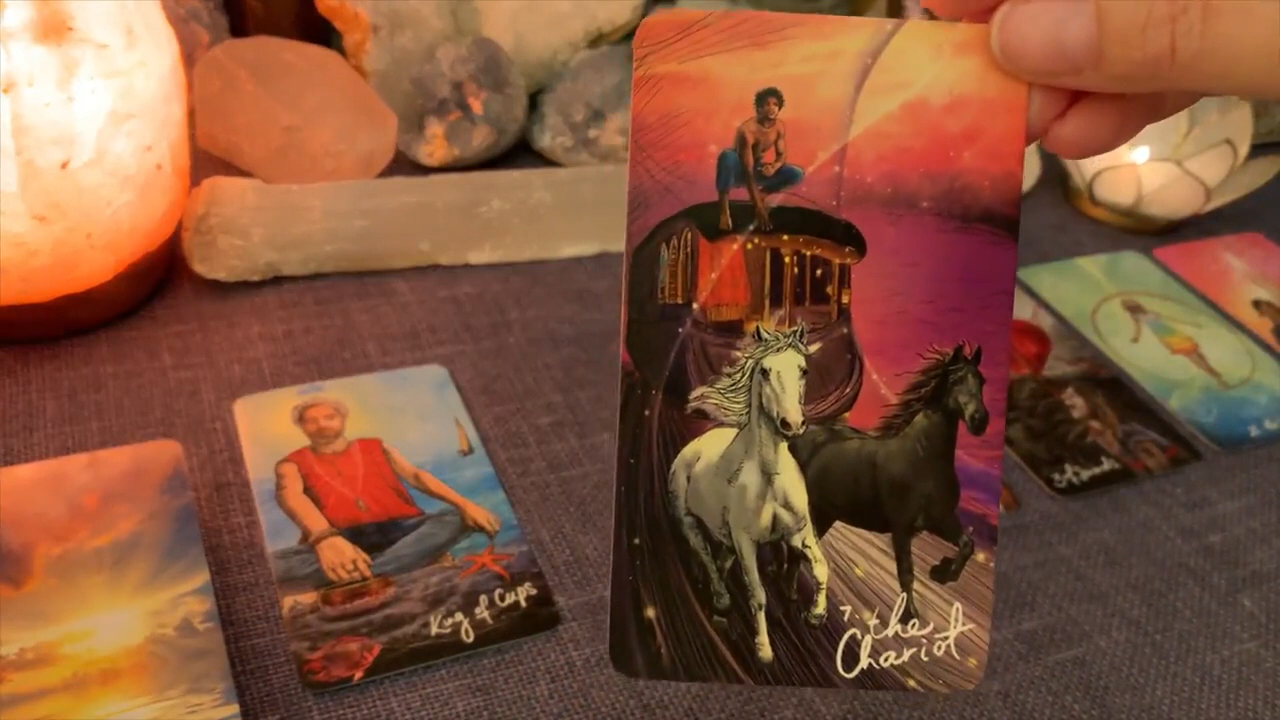 King of Cups
7. the
Chariot